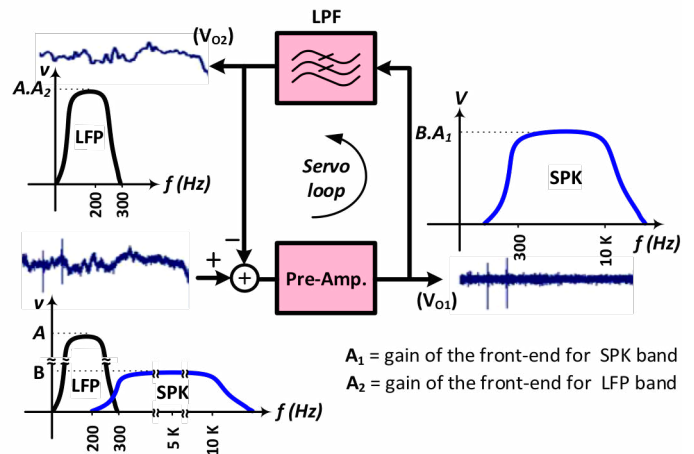 LPF
(V_O2)
v
A.A₂
LFP
200
300
f (Hz)
Servo
loop
V
B.A₁
SPK
300
10 K
f (Hz)
+
−
+
Pre-Amp.
(V_O1)
v
A
B
LFP
SPK
200
300
5 K
10 K
f (Hz)
A₁ = gain of the front-end for SPK band
A₂ = gain of the front-end for LFP band